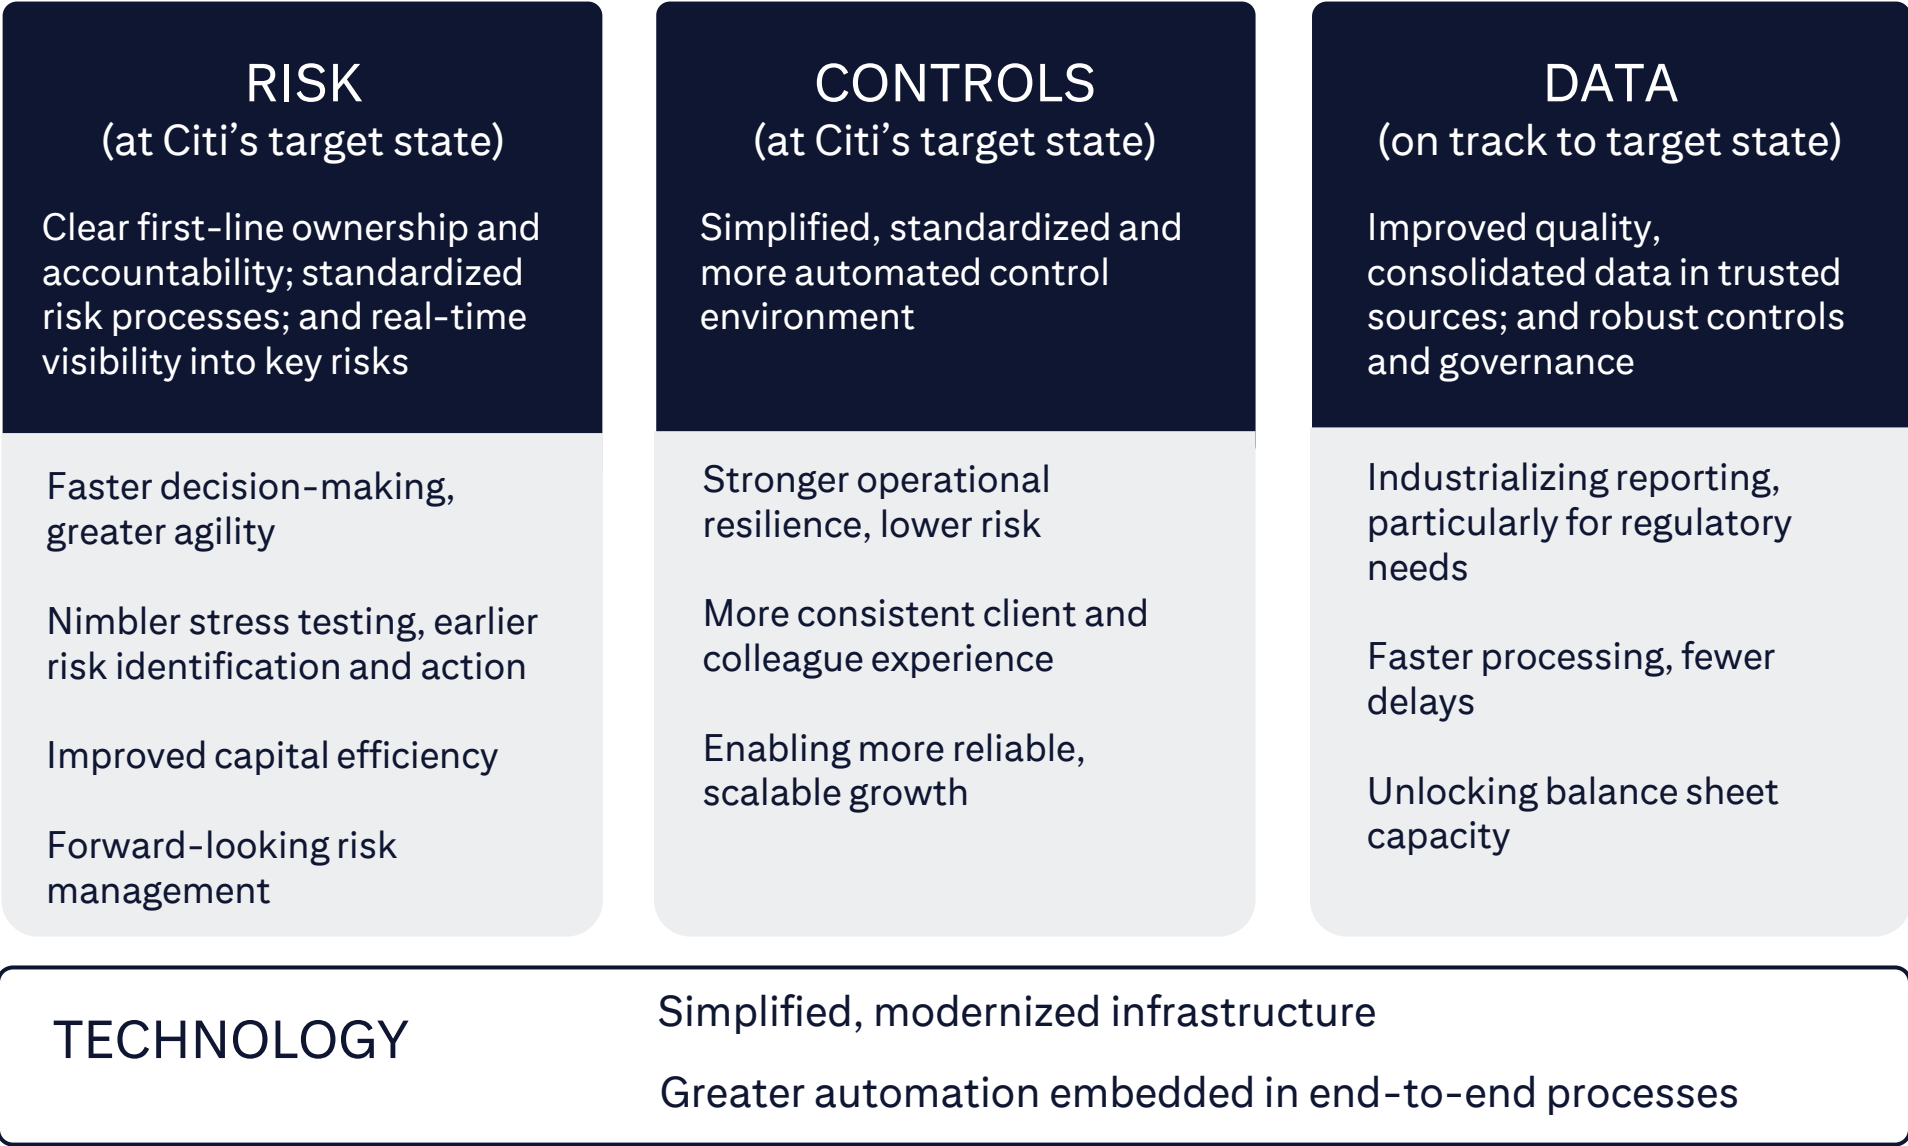 RISK
(at Citi’s target state)
Clear first-line ownership and
accountability; standardized
risk processes; and real-time
visibility into key risks
Faster decision-making,
greater agility
Nimbler stress testing, earlier
risk identification and action
Improved capital efficiency
Forward-looking risk
management
CONTROLS
(at Citi’s target state)
Simplified, standardized and
more automated control
environment
Stronger operational
resilience, lower risk
More consistent client and
colleague experience
Enabling more reliable,
scalable growth
DATA
(on track to target state)
Improved quality,
consolidated data in trusted
sources; and robust controls
and governance
Industrializing reporting,
particularly for regulatory
needs
Faster processing, fewer
delays
Unlocking balance sheet
capacity
TECHNOLOGY
Simplified, modernized infrastructure
Greater automation embedded in end-to-end processes